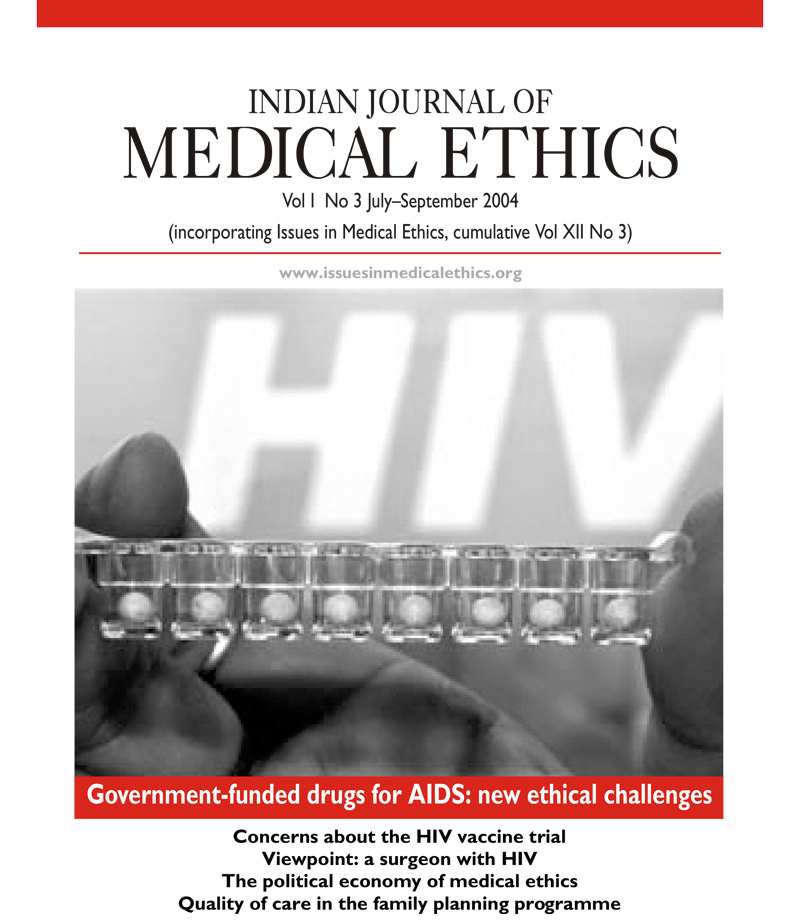 INDIAN JOURNAL OF
MEDICAL ETHICS
Vol I No 3 July–September 2004
(incorporating Issues in Medical Ethics, cumulative Vol XII No 3)
www.issuesinmedicalethics.org
HIV
Government-funded drugs for AIDS: new ethical challenges
Concerns about the HIV vaccine trial
Viewpoint: a surgeon with HIV
The political economy of medical ethics
Quality of care in the family planning programme